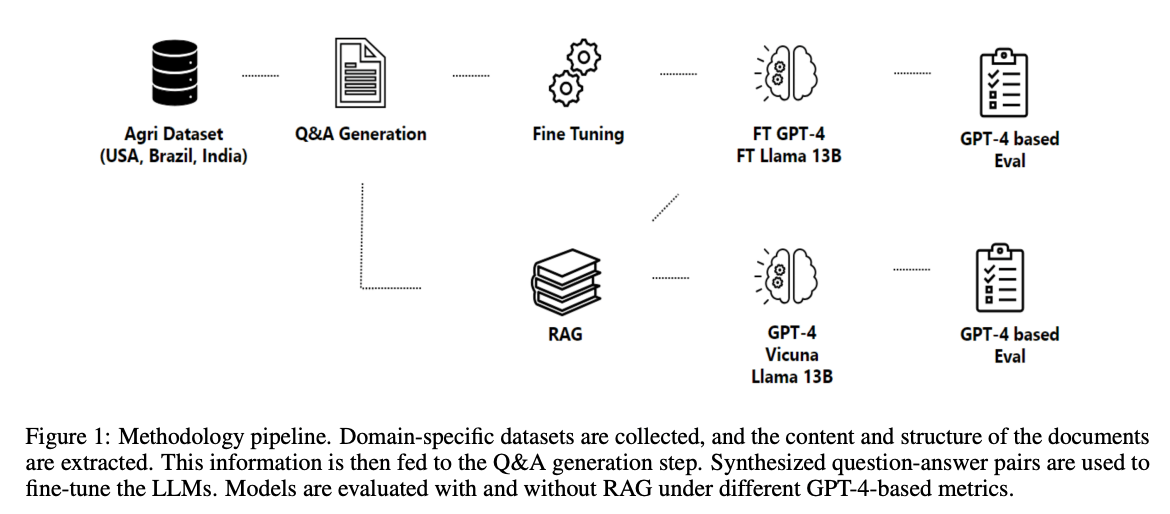 Agri Dataset
(USA, Brazil, India)
Q&A Generation
Fine Tuning
FT GPT-4
FT Llama 13B
GPT-4 based
Eval
RAG
GPT-4
Vicuna
Llama 13B
GPT-4 based
Eval
Figure 1: Methodology pipeline. Domain-specific datasets are collected, and the content and structure of the documents
are extracted. This information is then fed to the Q&A generation step. Synthesized question-answer pairs are used to
fine-tune the LLMs. Models are evaluated with and without RAG under different GPT-4-based metrics.